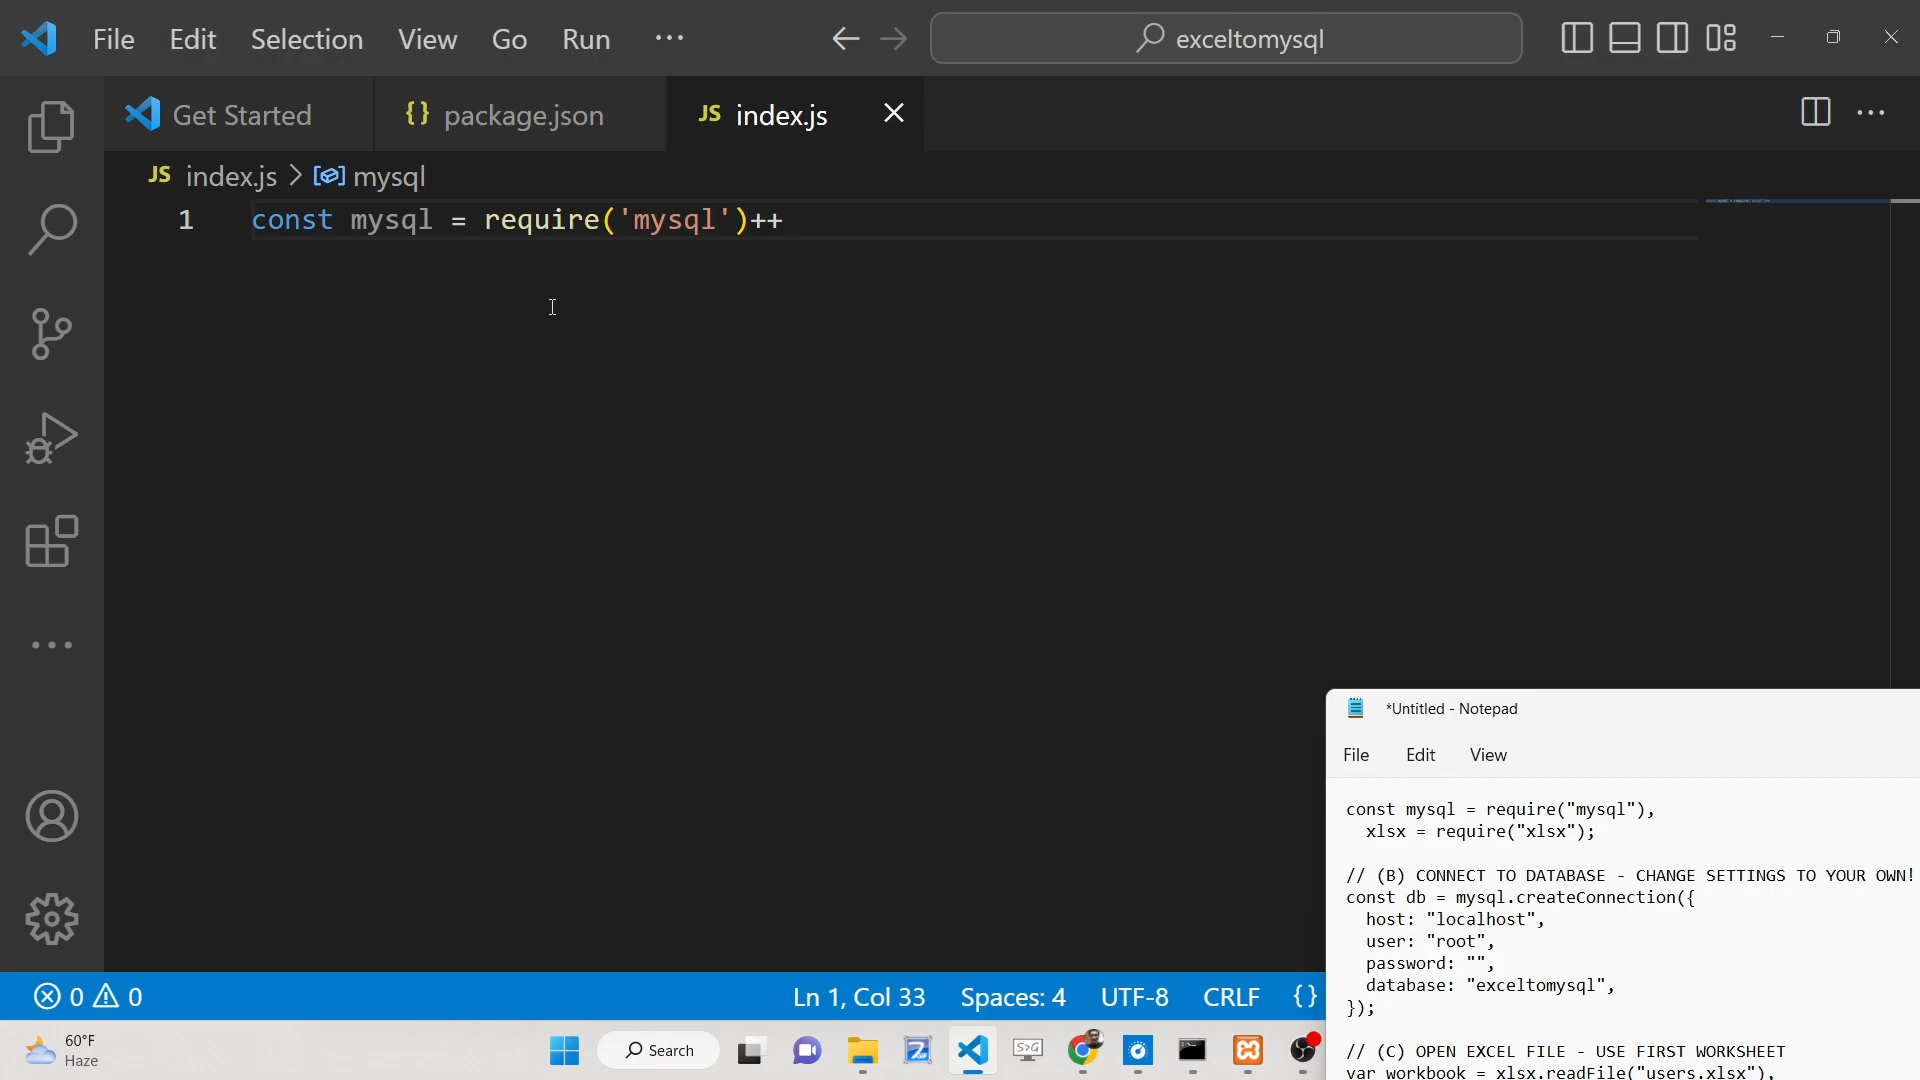 File Edit Selection View Go Run ···
exceltomysql
Get Started
{} package.json
JS index.js
JS index.js > mysql
1 const mysql = require('mysql')++
*Untitled - Notepad
File Edit View
const mysql = require("mysql"),
xlsx = require("xlsx");
// (B) CONNECT TO DATABASE - CHANGE SETTINGS TO YOUR OWN!
const db = mysql.createConnection({
host: "localhost",
user: "root",
password: "",
database: "exceltomysql",
});
// (C) OPEN EXCEL FILE - USE FIRST WORKSHEET
var workbook = xlsx.readFile("users.xlsx"),
0 0
Ln 1, Col 33 Spaces: 4 UTF-8 CRLF {}
60°F
Haze
Search